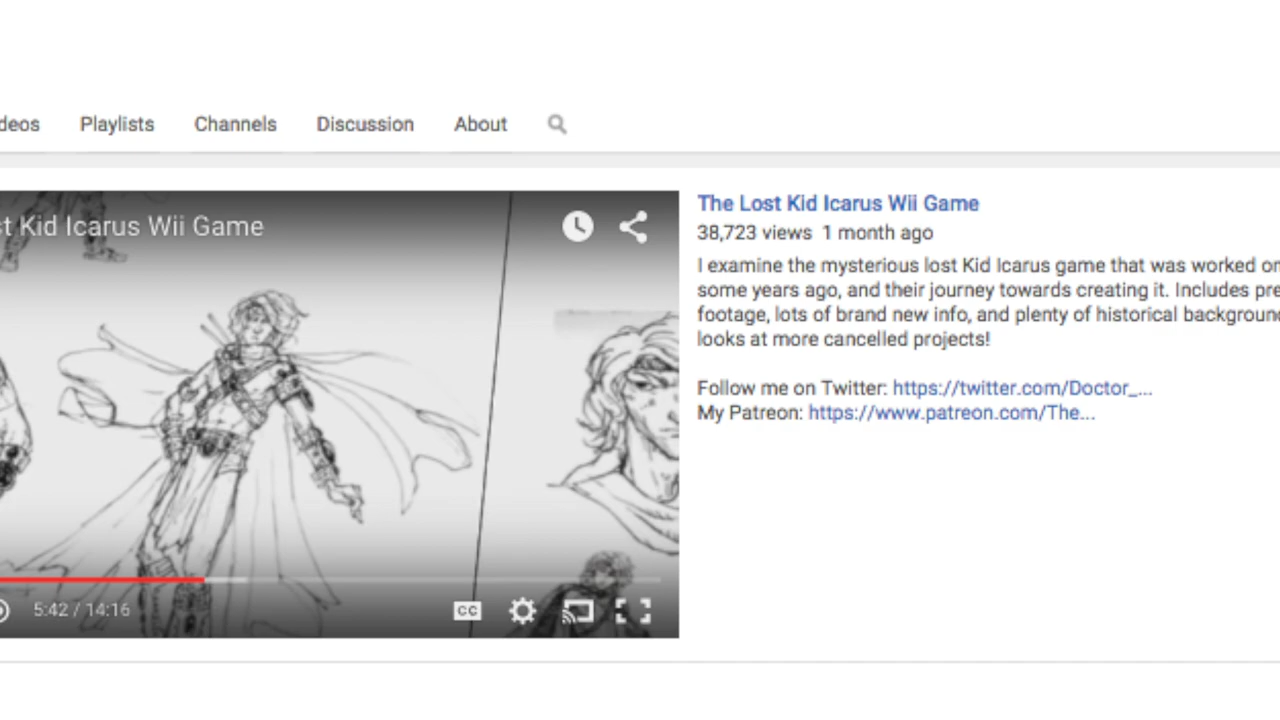 deos Playlists Channels Discussion About
st Kid Icarus Wii Game
The Lost Kid Icarus Wii Game
38,723 views 1 month ago
I examine the mysterious lost Kid Icarus game that was worked on
some years ago, and their journey towards creating it. Includes pre
footage, lots of brand new info, and plenty of historical background
looks at more cancelled projects!
Follow me on Twitter: https://twitter.com/Doctor_...
My Patreon: https://www.patreon.com/The...
5:42 / 14:16
CC